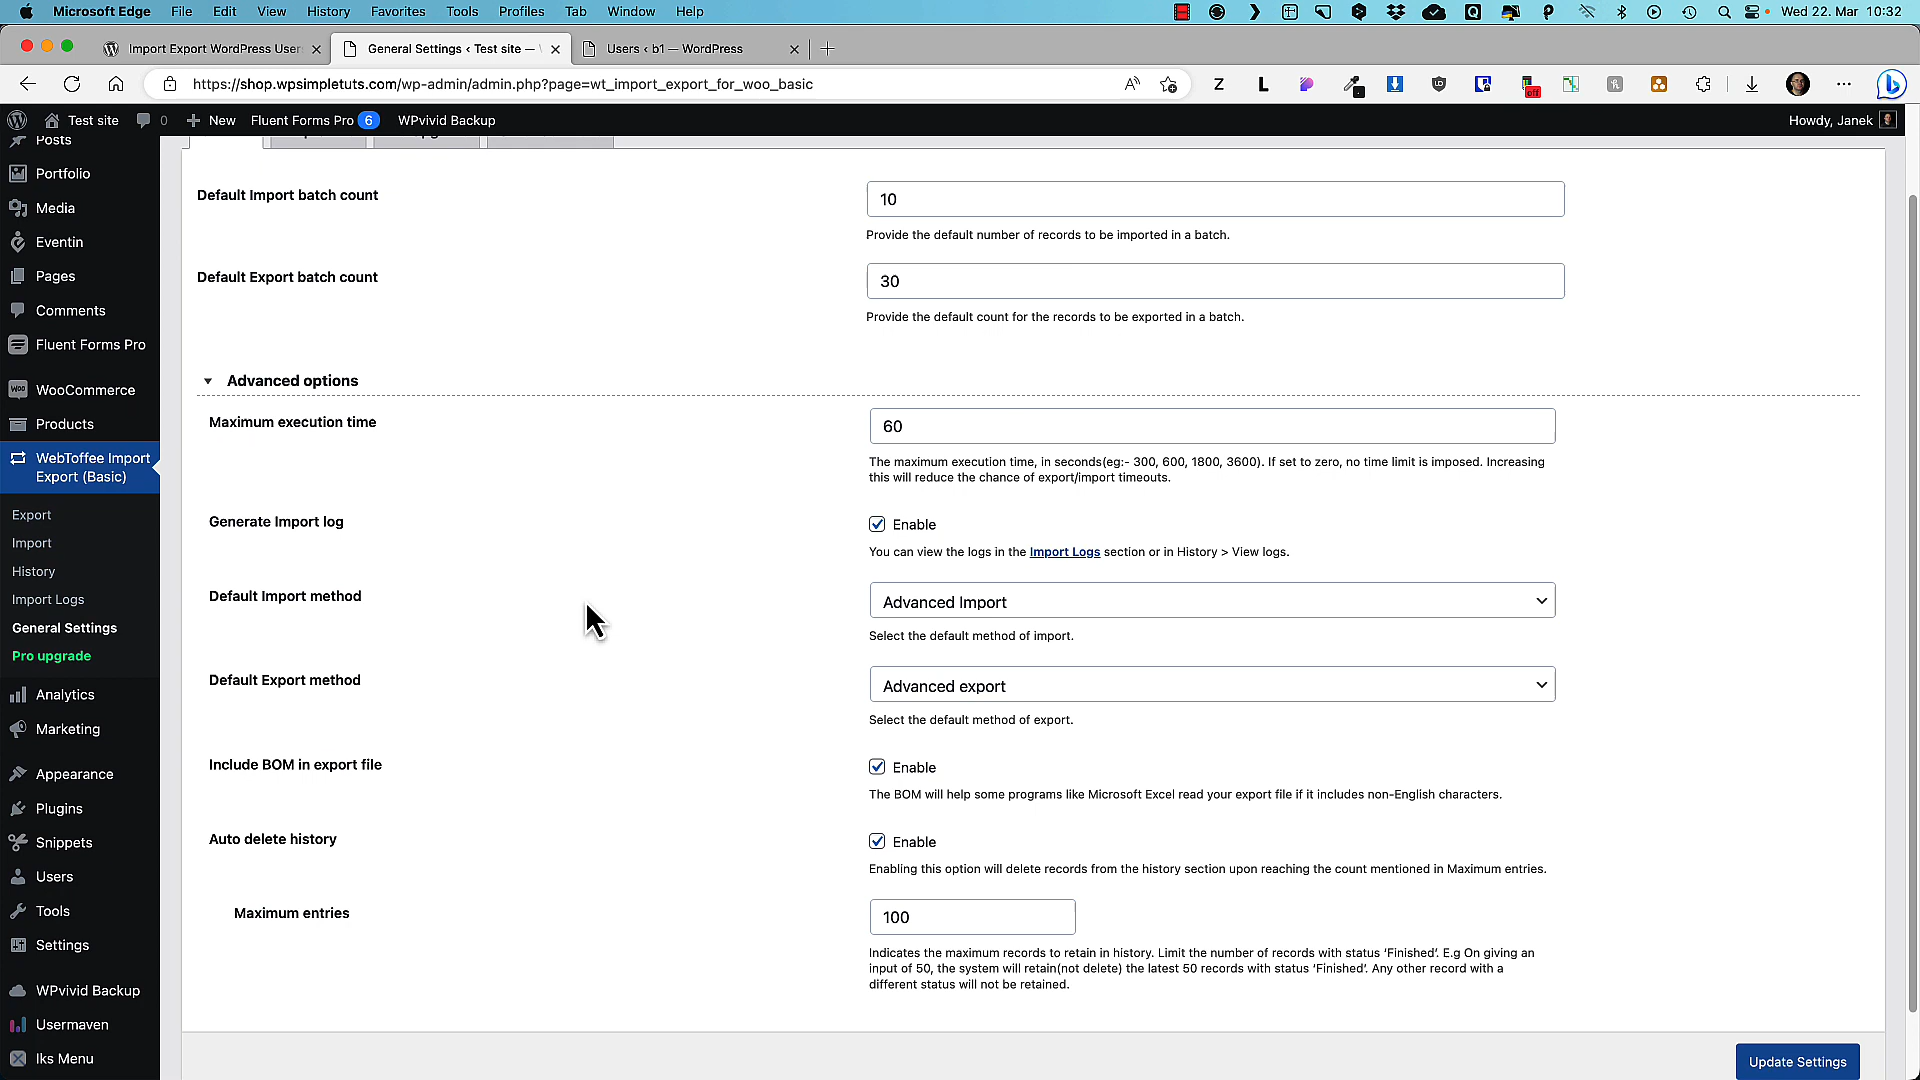 Microsoft Edge File Edit View History Favorites Tools Profiles Tab Window Help Wed 22. Mar 10:32
Import Export WordPress User
General Settings ‹ Test site —
Users ‹ b1 — WordPress
https://shop.wpsimpletuts.com/wp-admin/admin.php?page=wt_import_export_for_woo_basic
off
Test site 0 New Fluent Forms Pro 6 WPvivid Backup Howdy, Janek
Posts
Portfolio
Media
Eventin
Pages
Comments
Fluent Forms Pro
WooCommerce
Products
WebToffee Import
Export (Basic)
Export
Import
History
Import Logs
General Settings
Pro upgrade
Analytics
Marketing
Appearance
Plugins
Snippets
Users
Tools
Settings
WPvivid Backup
Usermaven
Iks Menu
Default Import batch count
10
Provide the default number of records to be imported in a batch.
Default Export batch count
30
Provide the default count for the records to be exported in a batch.
Advanced options
Maximum execution time
60
The maximum execution time, in seconds(eg:- 300, 600, 1800, 3600). If set to zero, no time limit is imposed. Increasing
this will reduce the chance of export/import timeouts.
Generate Import log
Enable
You can view the logs in the Import Logs section or in History > View logs.
Default Import method
Advanced Import
Select the default method of import.
Default Export method
Advanced export
Select the default method of export.
Include BOM in export file
Enable
The BOM will help some programs like Microsoft Excel read your export file if it includes non-English characters.
Auto delete history
Enable
Enabling this option will delete records from the history section upon reaching the count mentioned in Maximum entries.
Maximum entries
100
Indicates the maximum records to retain in history. Limit the number of records with status ‘Finished’. E.g On giving an
input of 50, the system will retain(not delete) the latest 50 records with status ‘Finished’. Any other record with a
different status will not be retained.
Update Settings